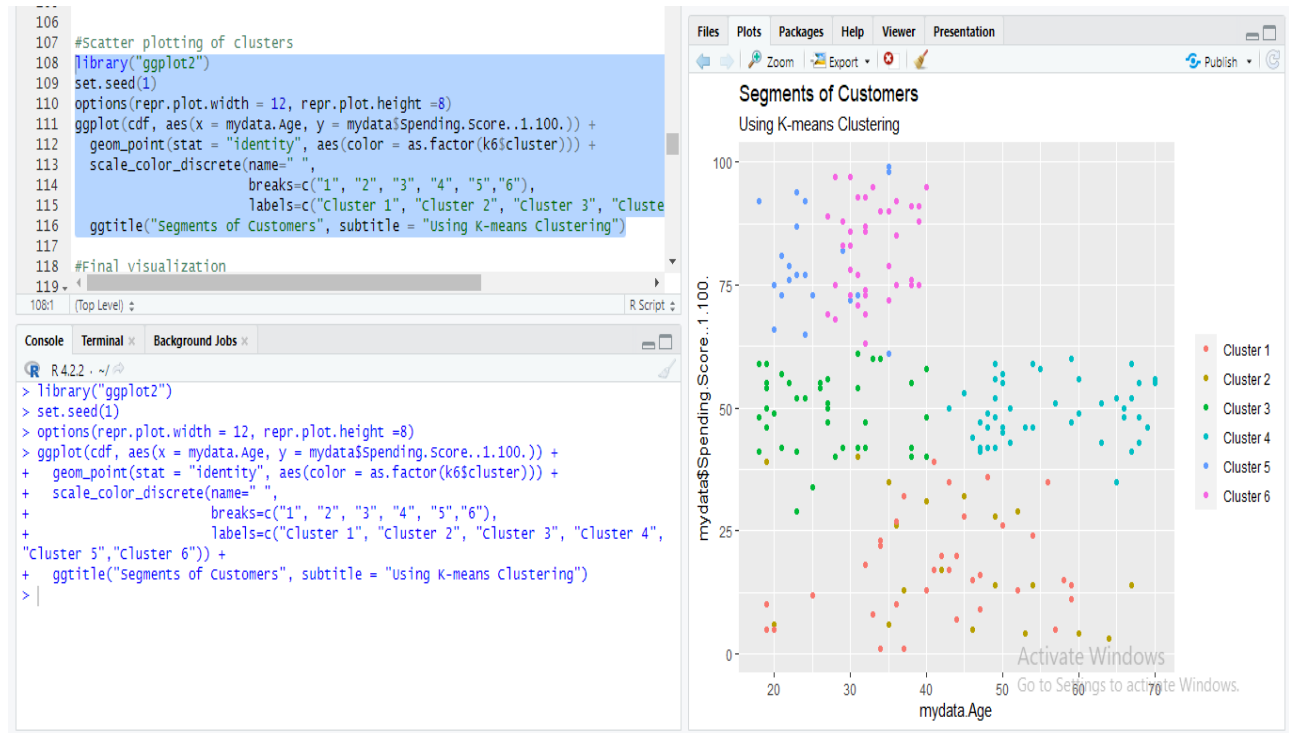 106
107 #Scatter plotting of clusters
108 library("ggplot2")
109 set.seed(1)
110 options(repr.plot.width = 12, repr.plot.height =8)
111 ggplot(cdf, aes(x = mydata.Age, y = mydata$Spending.Score..1.100.)) +
112 geom_point(stat = "identity", aes(color = as.factor(k6$cluster))) +
113 scale_color_discrete(name=" ",
114 breaks=c("1", "2", "3", "4", "5","6"),
115 labels=c("Cluster 1", "Cluster 2", "Cluster 3", "Cluste
116 ggtitle("Segments of Customers", subtitle = "Using K-means Clustering")
117
118 #Final visualization
119
108:1 (Top Level) R Script
Console Terminal Background Jobs
R 4.2.2 · ~/
> library("ggplot2")
> set.seed(1)
> options(repr.plot.width = 12, repr.plot.height =8)
> ggplot(cdf, aes(x = mydata.Age, y = mydata$Spending.Score..1.100.)) +
+ geom_point(stat = "identity", aes(color = as.factor(k6$cluster))) +
+ scale_color_discrete(name=" ",
+ breaks=c("1", "2", "3", "4", "5","6"),
+ labels=c("Cluster 1", "Cluster 2", "Cluster 3", "Cluster 4",
"Cluster 5","Cluster 6")) +
+ ggtitle("Segments of Customers", subtitle = "Using K-means Clustering")
>
Files Plots Packages Help Viewer Presentation
Zoom Export Publish
Segments of Customers
Using K-means Clustering
100
75
50
25
0
mydata$Spending.Score..1.100.
20 30 40 50 60 70
mydata.Age
Cluster 1
Cluster 2
Cluster 3
Cluster 4
Cluster 5
Cluster 6
Activate Windows
Go to Settings to activate Windows.